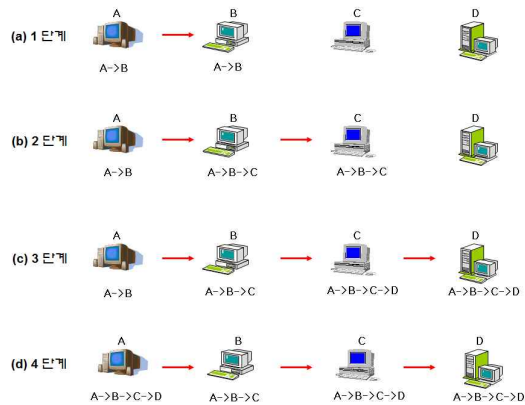 A B C D
(a) 1 단계
A->B A->B
A B C D
(b) 2 단계
A->B A->B->C A->B->C
A B C D
(c) 3 단계
A->B A->B->C A->B->C->D A->B->C->D
A B C D
(d) 4 단계
A->B->C->D A->B->C A->B->C->D A->B->C->D